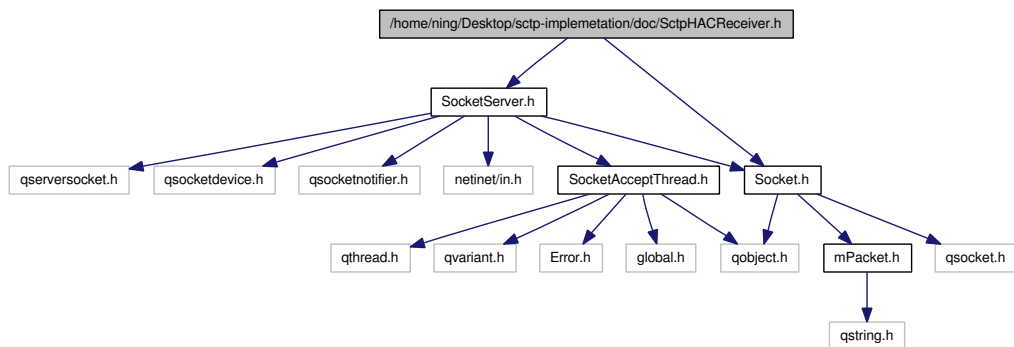 /home/ning/Desktop/sctp-implemetation/doc/SctpHACReceiver.h
SocketServer.h
qserversocket.h
qsocketdevice.h
qsocketnotifier.h
netinet/in.h
SocketAcceptThread.h
Socket.h
qthread.h
qvariant.h
Error.h
global.h
qobject.h
mPacket.h
qsocket.h
qstring.h